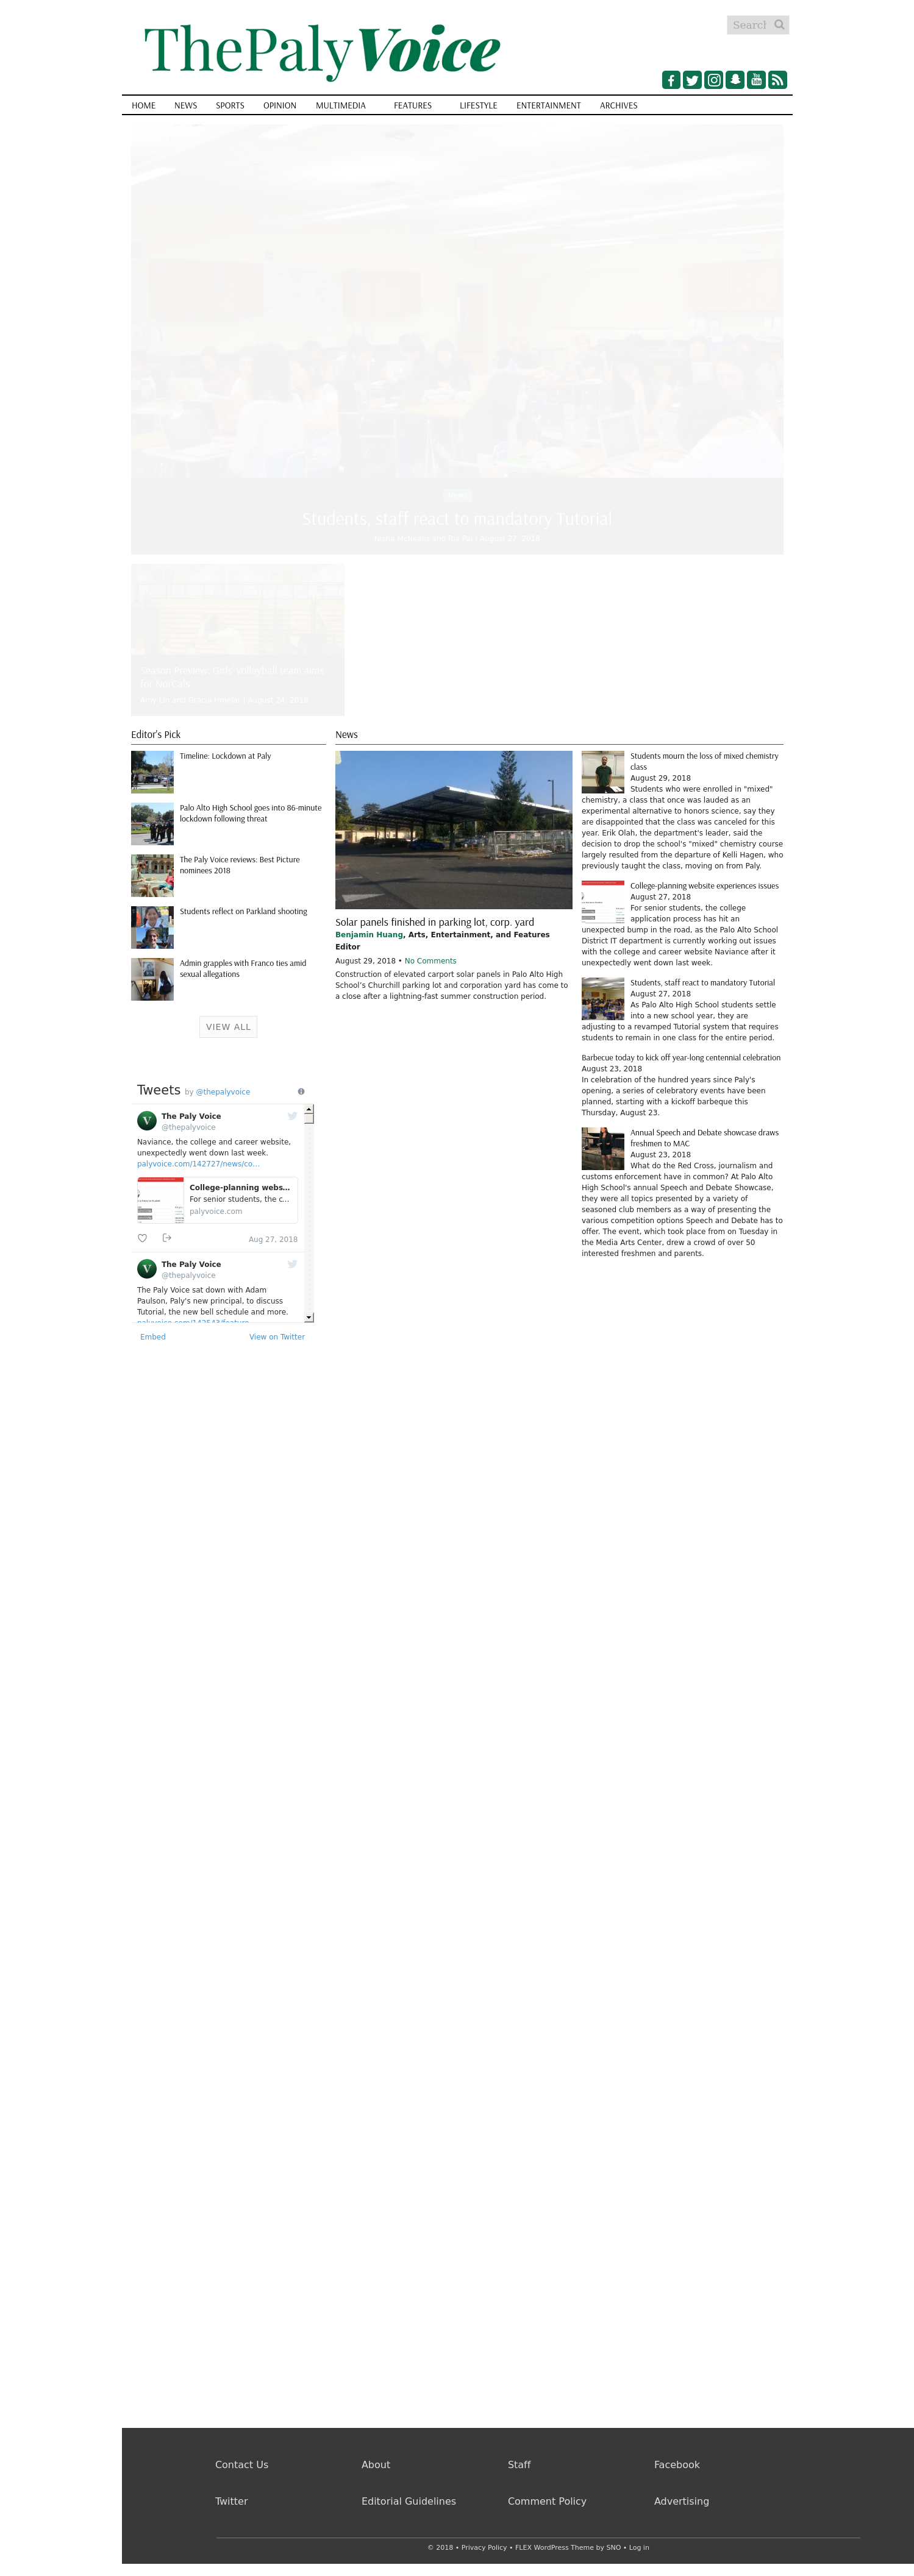 ThePalyVoice
Search
HOME NEWS SPORTS OPINION MULTIMEDIA FEATURES LIFESTYLE ENTERTAINMENT ARCHIVES
Students, staff react to mandatory Tutorial
August 27, 2018
Editor's Pick
Timeline: Lockdown at Paly
Palo Alto High School goes into 86-minute
lockdown following threat
The Paly Voice reviews: Best Picture
nominees 2018
Students reflect on Parkland shooting
Admin grapples with Franco ties amid
sexual allegations
VIEW ALL
Tweets by @thepalyvoice
The Paly Voice
@thepalyvoice
Naviance, the college and career website,
unexpectedly went down last week.
palyvoice.com/142727/news/co…
College-planning webs…
For senior students, the c…
palyvoice.com
Aug 27, 2018
The Paly Voice
@thepalyvoice
The Paly Voice sat down with Adam
Paulson, Paly's new principal, to discuss
Tutorial, the new bell schedule and more.
Embed View on Twitter
News
Solar panels finished in parking lot, corp. yard
Benjamin Huang, Arts, Entertainment, and Features
Editor
August 29, 2018 • No Comments
Construction of elevated carport solar panels in Palo Alto High
School's Churchill parking lot and corporation yard has come to
a close after a lightning-fast summer construction period.
Students mourn the loss of mixed chemistry
class
August 29, 2018
Students who were enrolled in "mixed"
chemistry, a class that once was lauded as an
experimental alternative to honors science, say they
are disappointed that the class was canceled for this
year. Erik Olah, the department's leader, said the
decision to drop the school's "mixed" chemistry course
largely resulted from the departure of Kelli Hagen, who
previously taught the class, moving on from Paly.
College-planning website experiences issues
August 27, 2018
For senior students, the college
application process has hit an
unexpected bump in the road, as the Palo Alto School
District IT department is currently working out issues
with the college and career website Naviance after it
unexpectedly went down last week.
Students, staff react to mandatory Tutorial
August 27, 2018
As Palo Alto High School students settle
into a new school year, they are
adjusting to a revamped Tutorial system that requires
students to remain in one class for the entire period.
Barbecue today to kick off year-long centennial celebration
August 23, 2018
In celebration of the hundred years since Paly's
opening, a series of celebratory events have been
planned, starting with a kickoff barbeque this
Thursday, August 23.
Annual Speech and Debate showcase draws
freshmen to MAC
August 23, 2018
What do the Red Cross, journalism and
customs enforcement have in common? At Palo Alto
High School's annual Speech and Debate Showcase,
they were all topics presented by a variety of
seasoned club members as a way of presenting the
various competition options Speech and Debate has to
offer. The event, which took place from on Tuesday in
the Media Arts Center, drew a crowd of over 50
interested freshmen and parents.
Contact Us About Staff Facebook
Twitter Editorial Guidelines Comment Policy Advertising
© 2018 • Privacy Policy • FLEX WordPress Theme by SNO • Log in